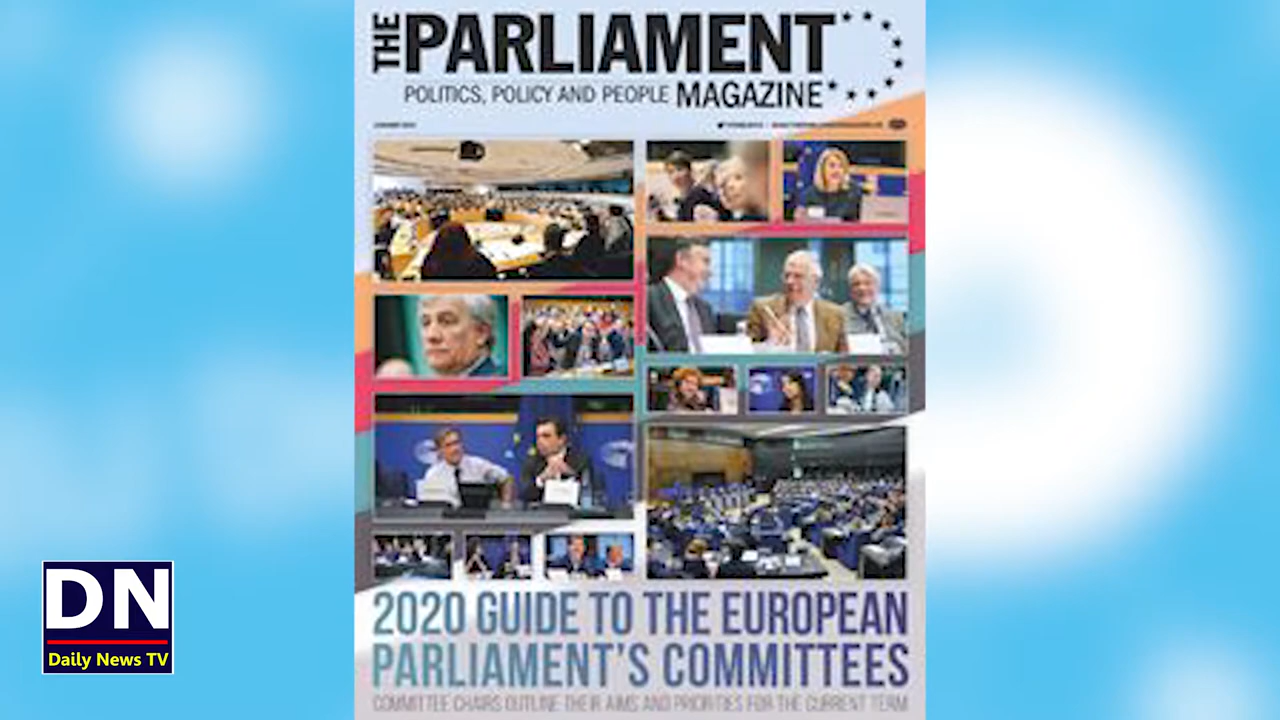 THE PARLIAMENT
POLITICS, POLICY AND PEOPLE MAGAZINE
2020 GUIDE TO THE EUROPEAN
PARLIAMENT'S COMMITTEES
COMMITTEE CHAIRS OUTLINE THEIR AIMS AND PRIORITIES FOR THE CURRENT TERM
DN
Daily News TV